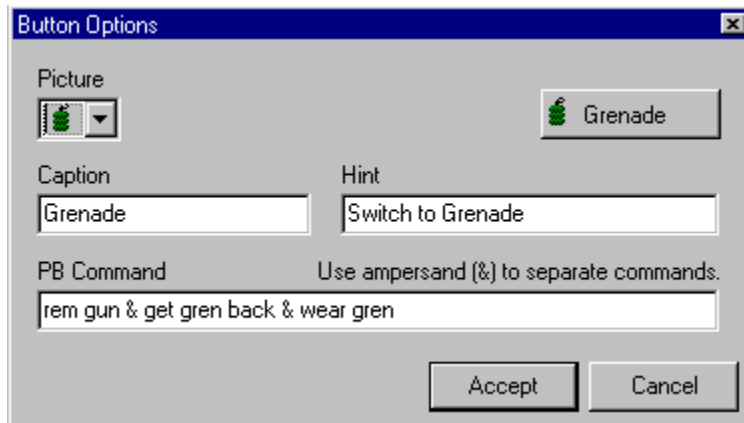 Button Options
Picture
Grenade
Caption
Hint
Grenade
Switch to Grenade
PB Command
Use ampersand (&) to separate commands.
rem gun & get gren back & wear gren
Accept
Cancel